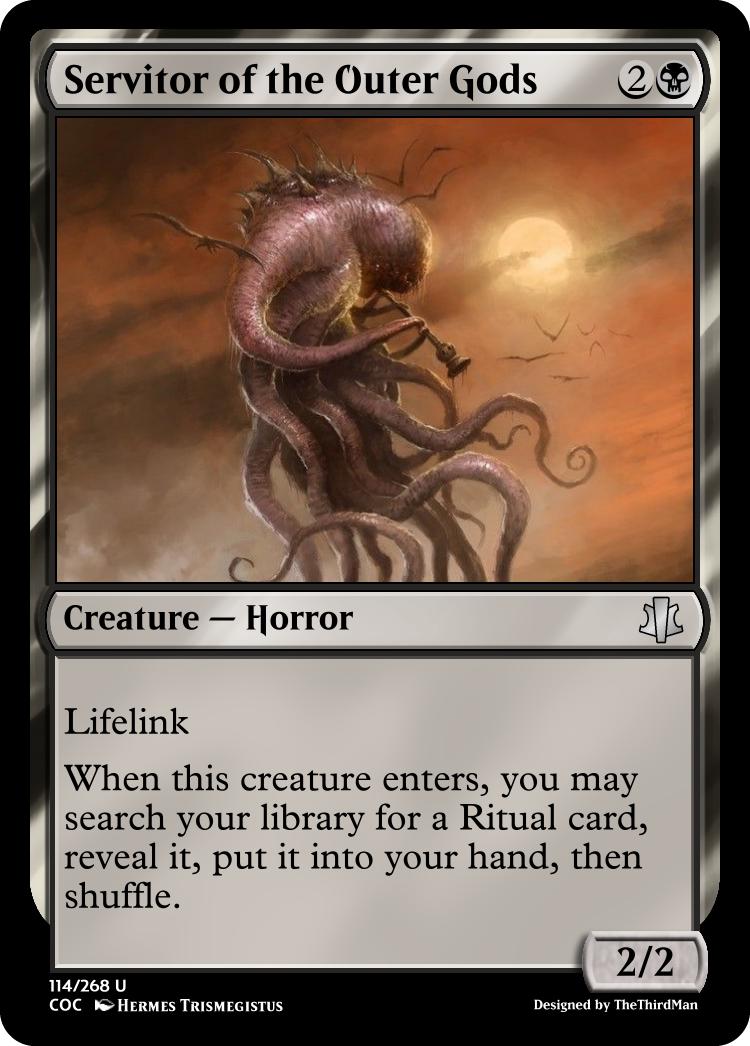 Servitor of the Outer Gods 2
Creature — Horror
Lifelink
When this creature enters, you may
search your library for a Ritual card,
reveal it, put it into your hand, then
shuffle.
2/2
114/268 U
COC Hermes Trismegistus
Designed by TheThirdMan